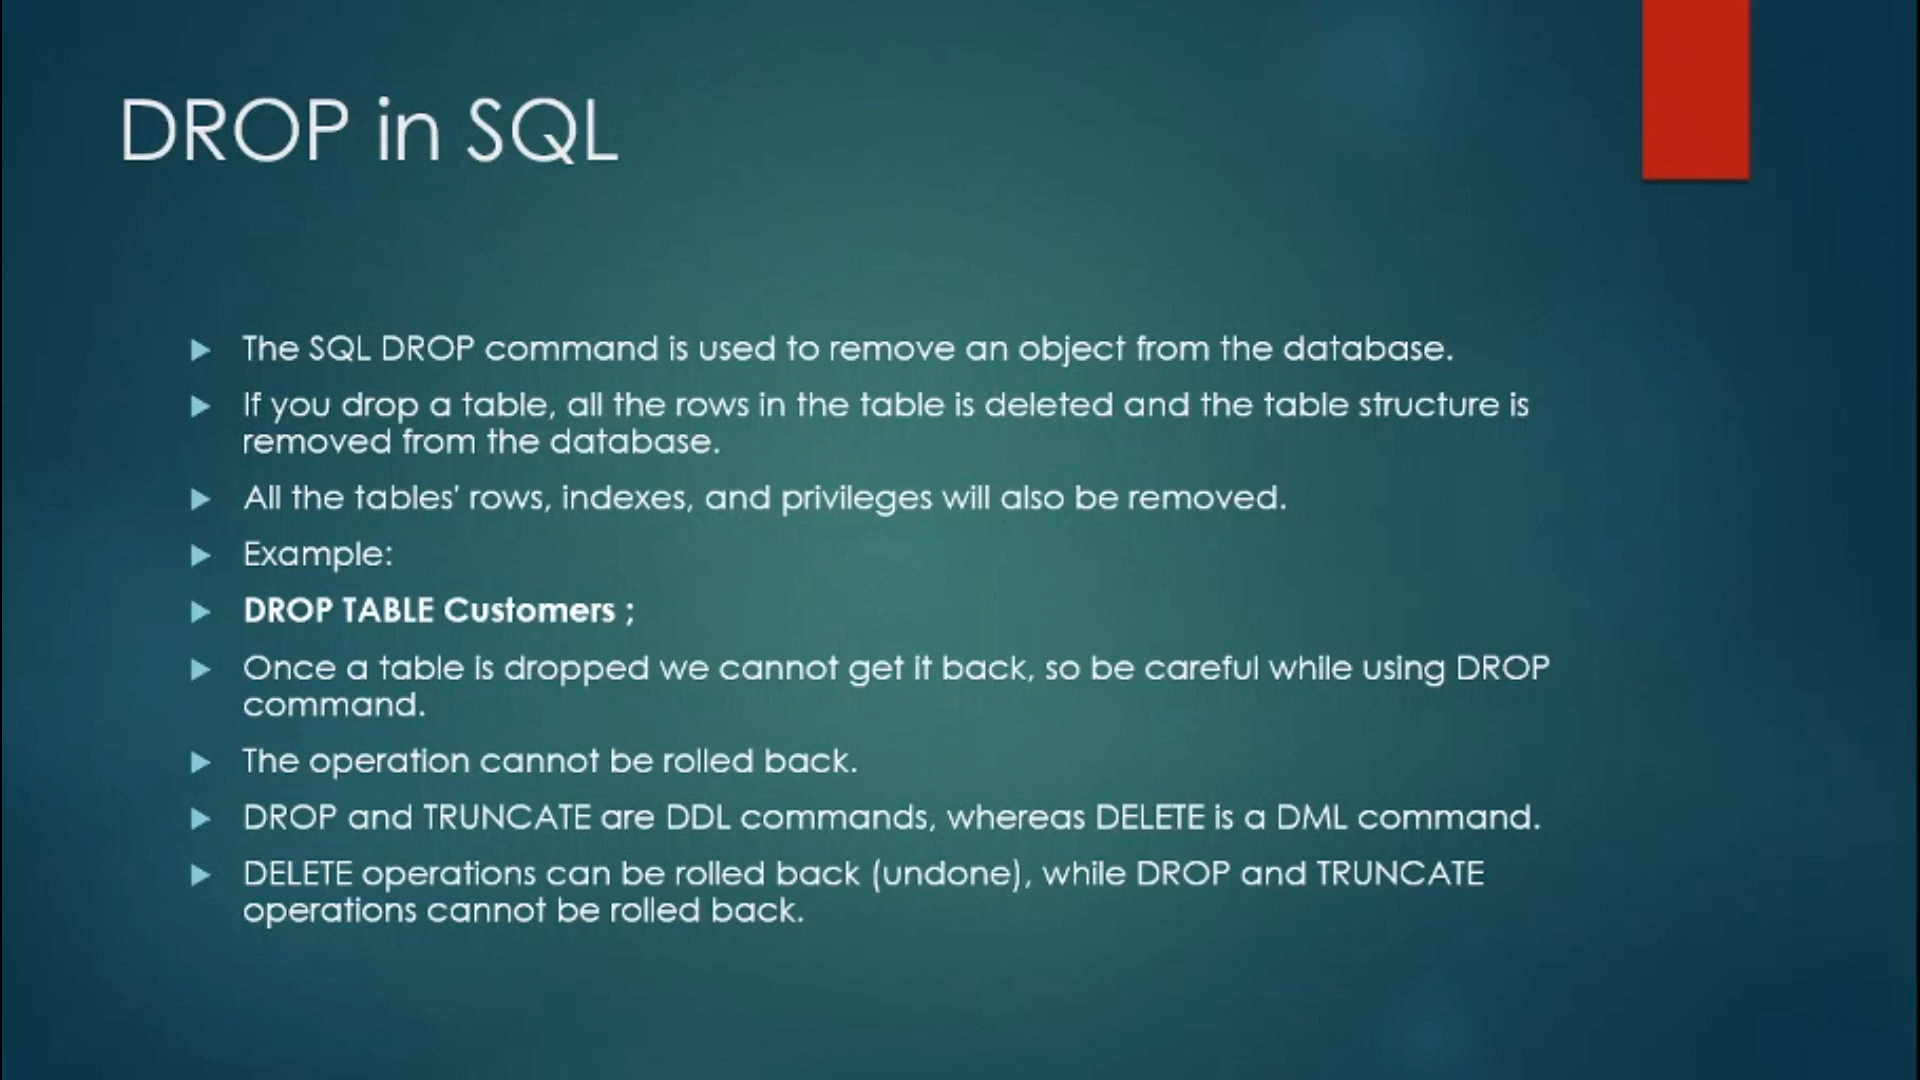 DROP in SQL
The SQL DROP command is used to remove an object from the database.
If you drop a table, all the rows in the table is deleted and the table structure is
removed from the database.
All the tables' rows, indexes, and privileges will also be removed.
Example:
DROP TABLE Customers ;
Once a table is dropped we cannot get it back, so be careful while using DROP
command.
The operation cannot be rolled back.
DROP and TRUNCATE are DDL commands, whereas DELETE is a DML command.
DELETE operations can be rolled back (undone), while DROP and TRUNCATE
operations cannot be rolled back.